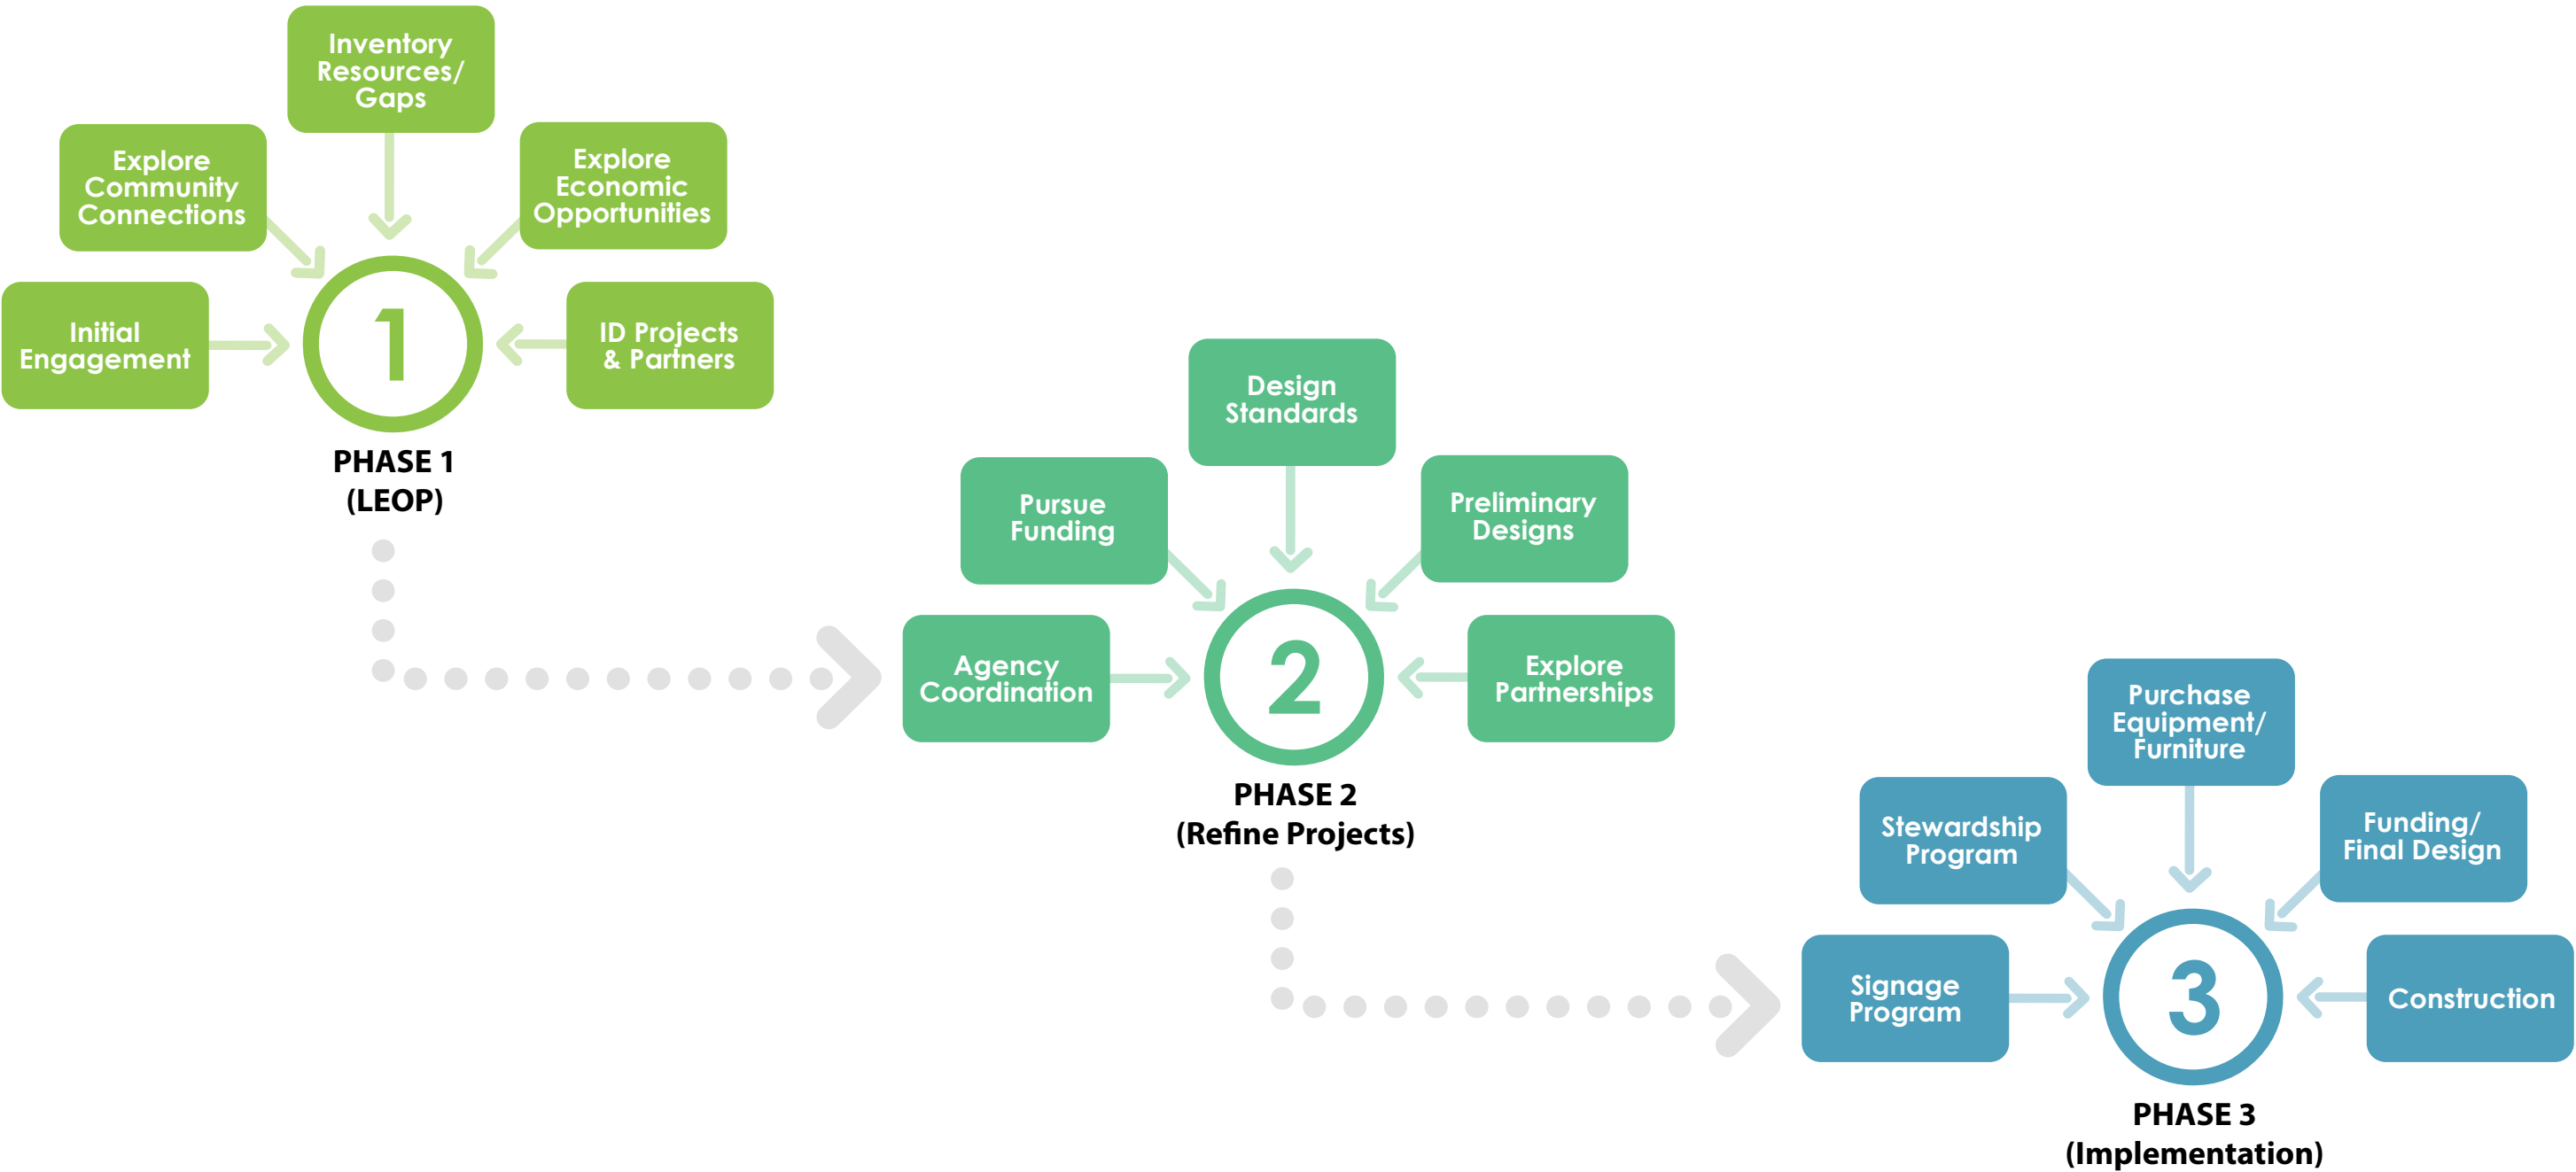 Inventory
Resources/
Gaps
Explore
Community
Connections
Explore
Economic
Opportunities
Initial
Engagement
1
ID Projects
& Partners
PHASE 1
(LEOP)
Design
Standards
Pursue
Funding
Preliminary
Designs
Agency
Coordination
2
Explore
Partnerships
PHASE 2
(Refine Projects)
Purchase
Equipment/
Furniture
Stewardship
Program
Funding/
Final Design
Signage
Program
3
Construction
PHASE 3
(Implementation)